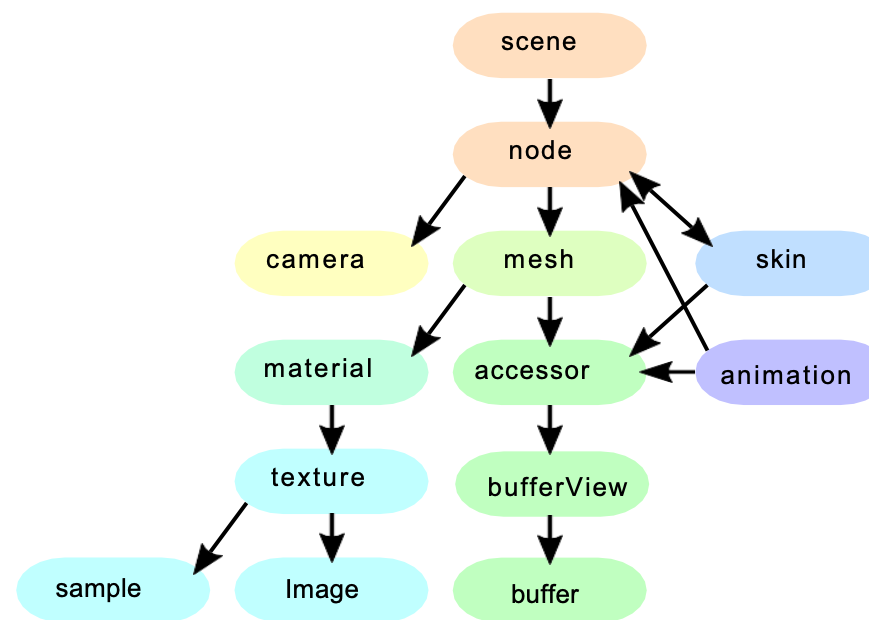 scene
node
camera
mesh
skin
material
accessor
animation
texture
bufferView
sample
Image
buffer